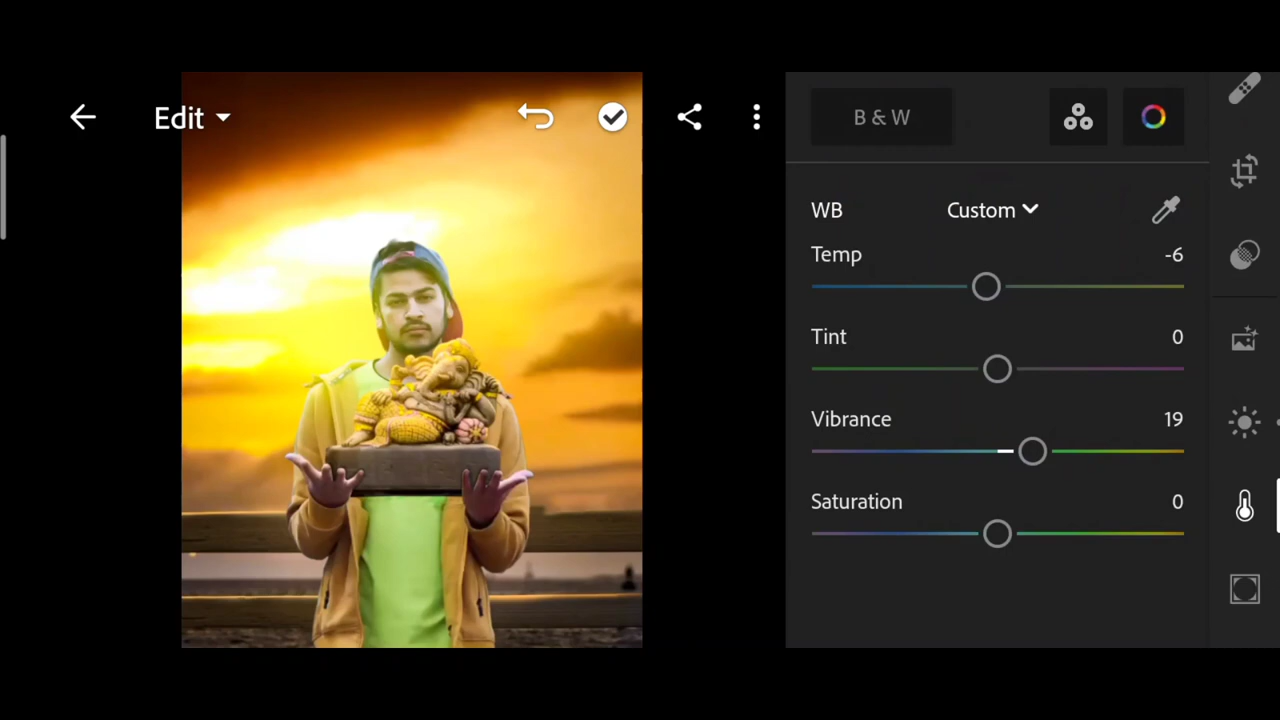 Edit
B & W
WB Custom
Temp -6
Tint 0
Vibrance 19
Saturation 0